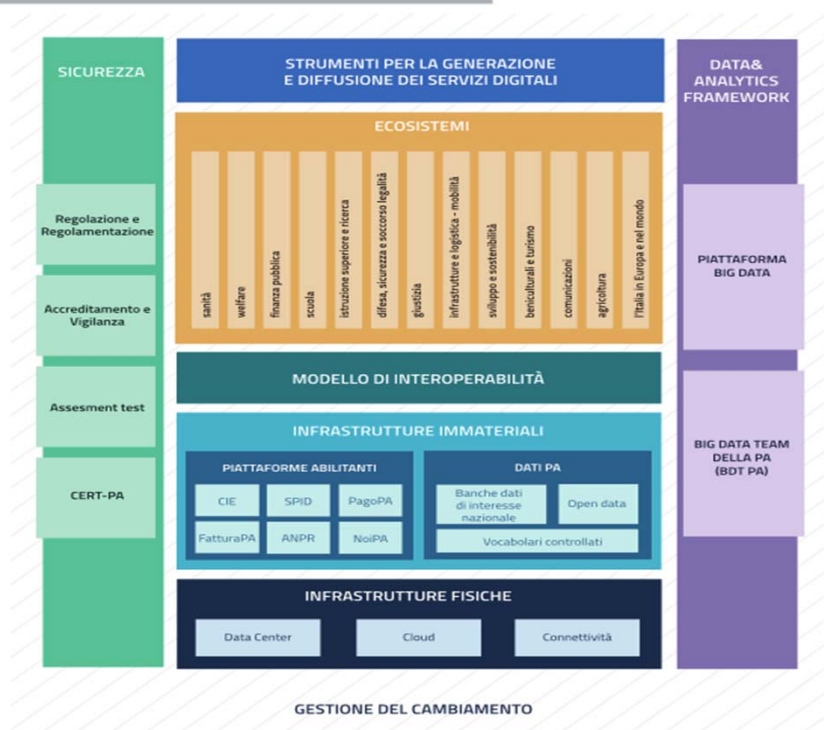 SICUREZZA
Regolazione e
Regolamentazione
Accreditamento e
Vigilanza
Assesment test
CERT-PA
STRUMENTI PER LA GENERAZIONE
E DIFFUSIONE DEI SERVIZI DIGITALI
ECOSISTEMI
sanità
welfare
finanza pubblica
scuola
istruzione superiore e ricerca
difesa, sicurezza e soccorso legalità
giustizia
infrastrutture e logistica - mobilità
sviluppo e sostenibilità
beniculturali e turismo
comunicazioni
agricoltura
l'Italia in Europa e nel mondo
MODELLO DI INTEROPERABILITÀ
INFRASTRUTTURE IMMATERIALI
PIATTAFORME ABILITANTI
CIE
SPID
PagoPA
FatturaPA
ANPR
NoiPA
DATI PA
Banche dati
di interesse
nazionale
Open data
Vocabolari controllati
INFRASTRUTTURE FISICHE
Data Center
Cloud
Connettività
DATA&
ANALYTICS
FRAMEWORK
PIATTAFORMA
BIG DATA
BIG DATA TEAM
DELLA PA
(BDT PA)
GESTIONE DEL CAMBIAMENTO